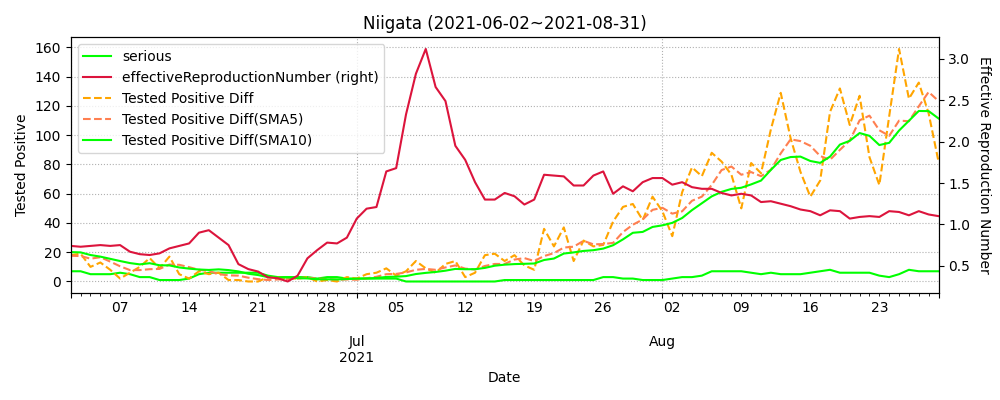 Niigata (2021-06-02~2021-08-31)
serious
effectiveReproductionNumber (right)
Tested Positive Diff
Tested Positive Diff(SMA5)
Tested Positive Diff(SMA10)
Tested Positive
160
140
120
100
80
60
40
20
0
3.0
2.5
2.0
1.5
1.0
0.5
Effective Reproduction Number
07
14
21
28
05
12
19
26
02
09
16
23
Jul
2021
Aug
Date